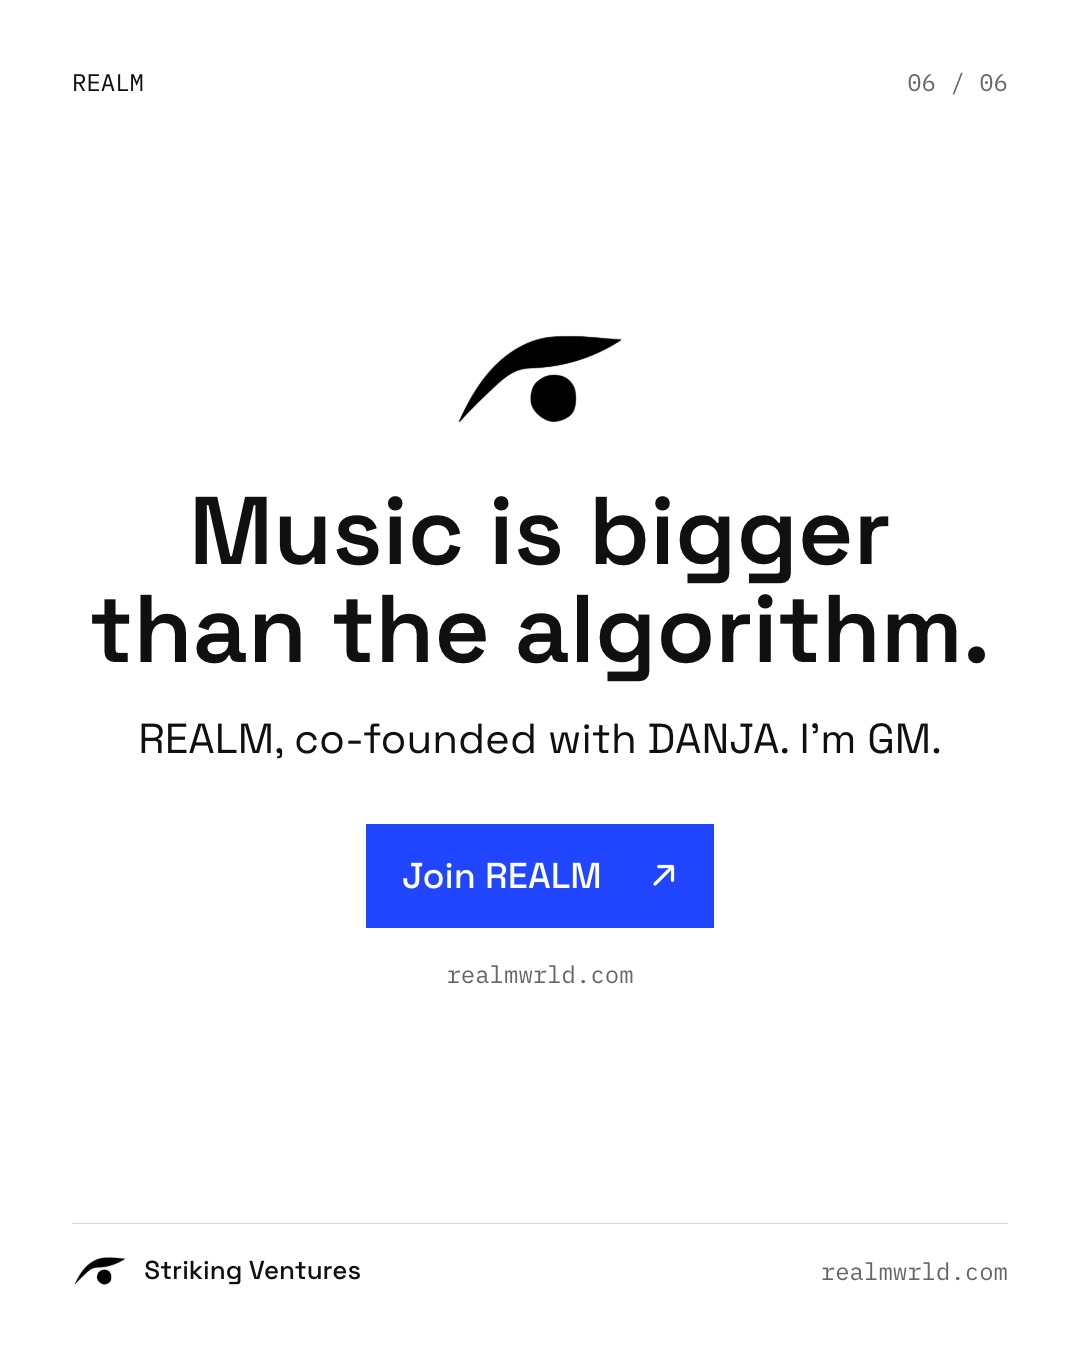 REALM
06 / 06
Music is bigger
than the algorithm.
REALM, co-founded with DANJA. I’m GM.
Join REALM
realmwrld.com
Striking Ventures
realmwrld.com